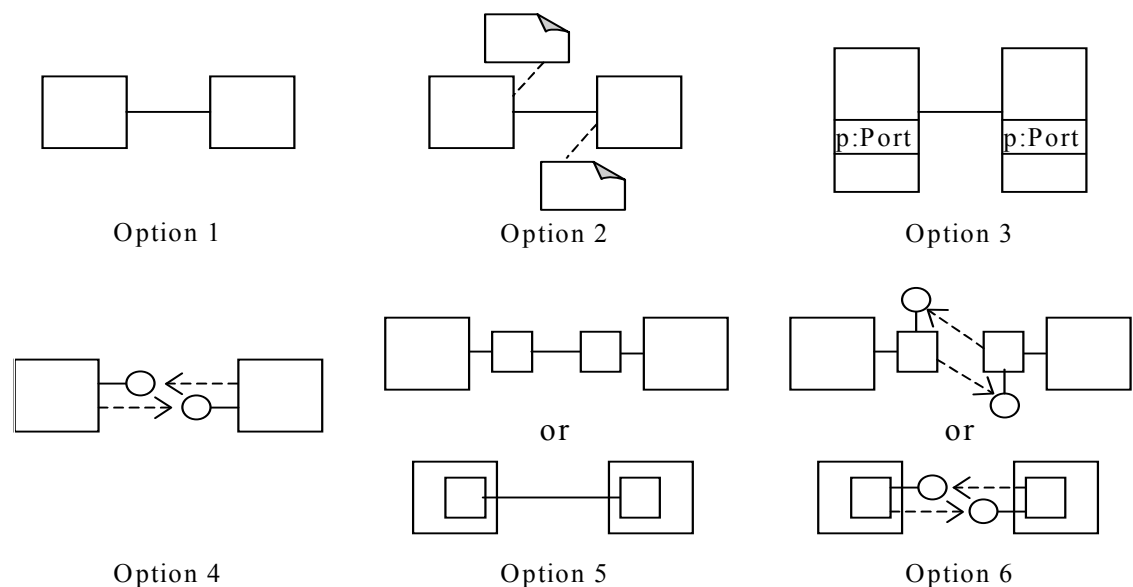 p:Port
p:Port
Option 1
Option 2
Option 3
or
or
Option 4
Option 5
Option 6